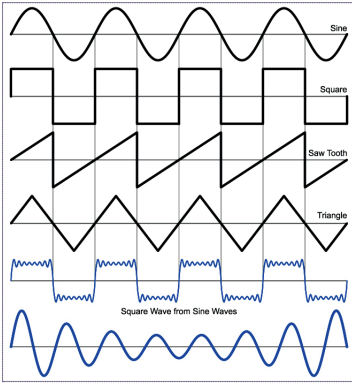 Sine
Square
Saw Tooth
Triangle
Square Wave from Sine Waves